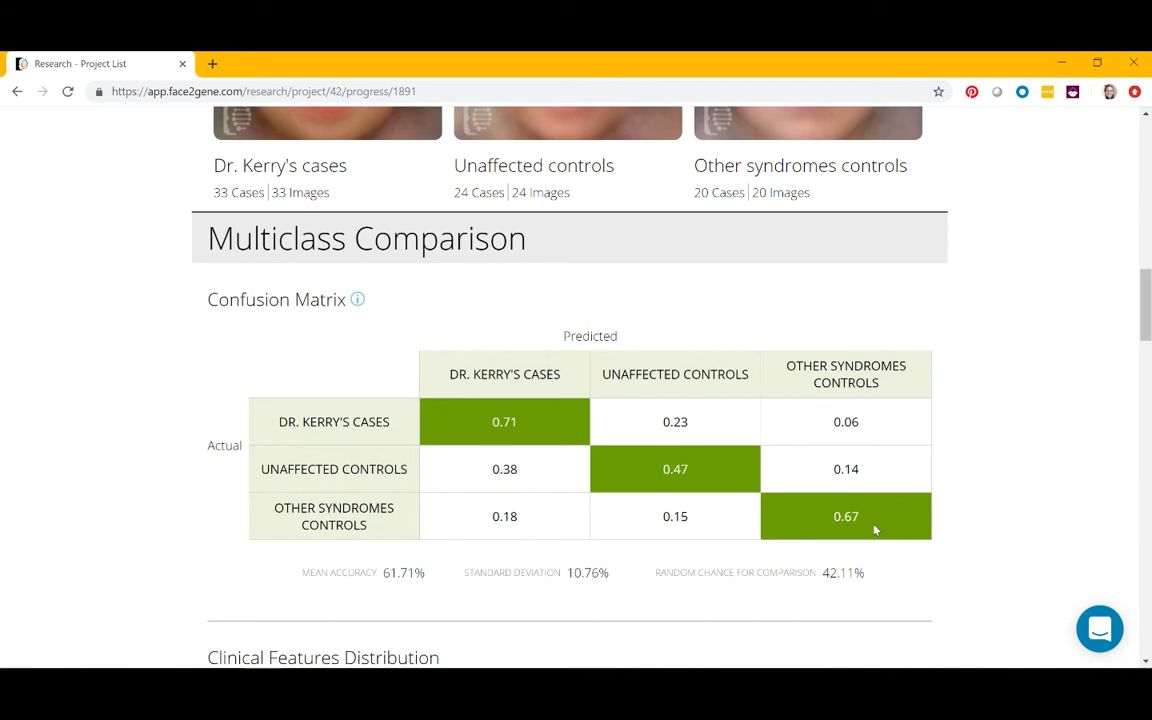 Research - Project List
https://app.face2gene.com/research/project/42/progress/1891
Dr. Kerry's cases Unaffected controls Other syndromes controls
33 Cases | 33 Images 24 Cases | 24 Images 20 Cases | 20 Images
Multiclass Comparison
Confusion Matrix
Predicted
DR. KERRY'S CASES UNAFFECTED CONTROLS OTHER SYNDROMES CONTROLS
Actual
DR. KERRY'S CASES 0.71 0.23 0.06
UNAFFECTED CONTROLS 0.38 0.47 0.14
OTHER SYNDROMES CONTROLS 0.18 0.15 0.67
MEAN ACCURACY 61.71% STANDARD DEVIATION 10.76% RANDOM CHANCE FOR COMPARISON 42.11%
Clinical Features Distribution